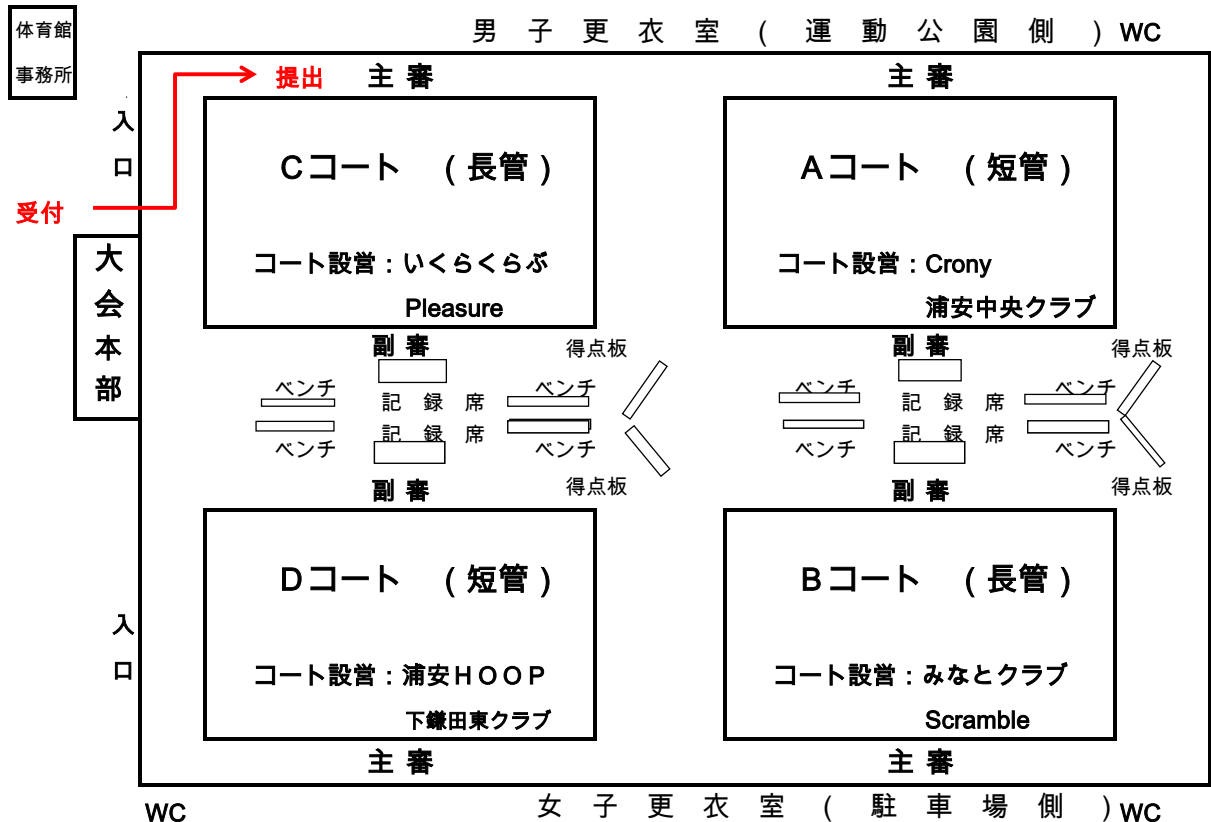 体育館
事務所
男子更衣室(運動公園側)WC
提出
主審
主審
入口
受付
大会本部
Cコート (長管)
コート設営:いくらくらぶ
Pleasure
Aコート (短管)
コート設営:Crony
浦安中央クラブ
副審
得点板
副審
得点板
ベンチ
記録席
ベンチ
ベンチ
記録席
ベンチ
ベンチ
記録席
ベンチ
ベンチ
記録席
ベンチ
副審
得点板
副審
得点板
入口
Dコート (短管)
コート設営:浦安HOOP
下鎌田東クラブ
Bコート (長管)
コート設営:みなとクラブ
Scramble
主審
主審
WC
女子更衣室(駐車場側)WC